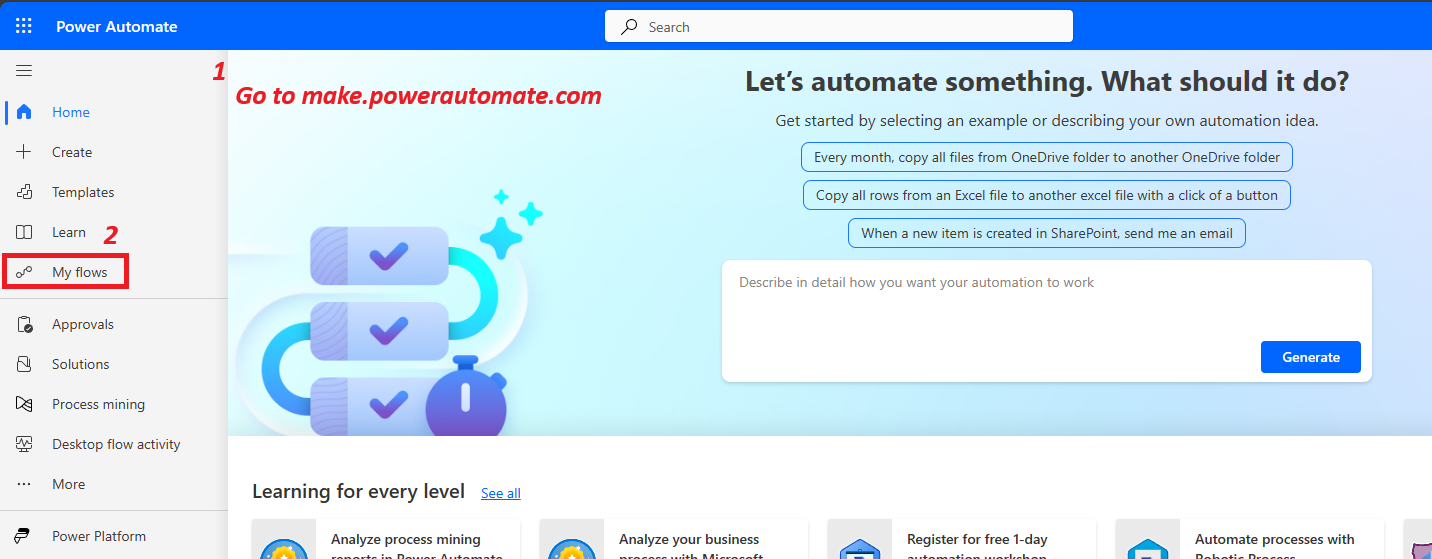 Power Automate
Search
1
Go to make.powerautomate.com
Home
Create
Templates
Learn
2
My flows
Approvals
Solutions
Process mining
Desktop flow activity
More
Power Platform
Let's automate something. What should it do?
Get started by selecting an example or describing your own automation idea.
Every month, copy all files from OneDrive folder to another OneDrive folder
Copy all rows from an Excel file to another excel file with a click of a button
When a new item is created in SharePoint, send me an email
Describe in detail how you want your automation to work
Generate
Learning for every level
See all
Analyze process mining
reports in Power Automate
Analyze your business
process with Microsoft
Register for free 1-day
automation workshop
Automate processes with
Robotic Process